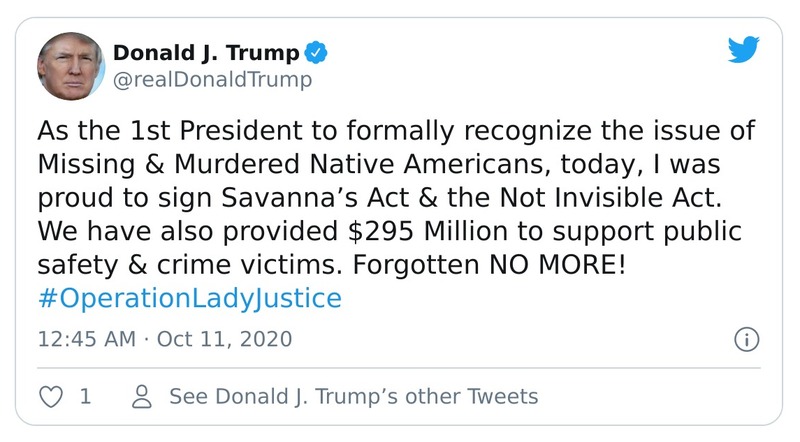 Donald J. Trump
@realDonaldTrump
As the 1st President to formally recognize the issue of
Missing & Murdered Native Americans, today, I was
proud to sign Savanna’s Act & the Not Invisible Act.
We have also provided $295 Million to support public
safety & crime victims. Forgotten NO MORE!
#OperationLadyJustice
12:45 AM · Oct 11, 2020
1 See Donald J. Trump’s other Tweets